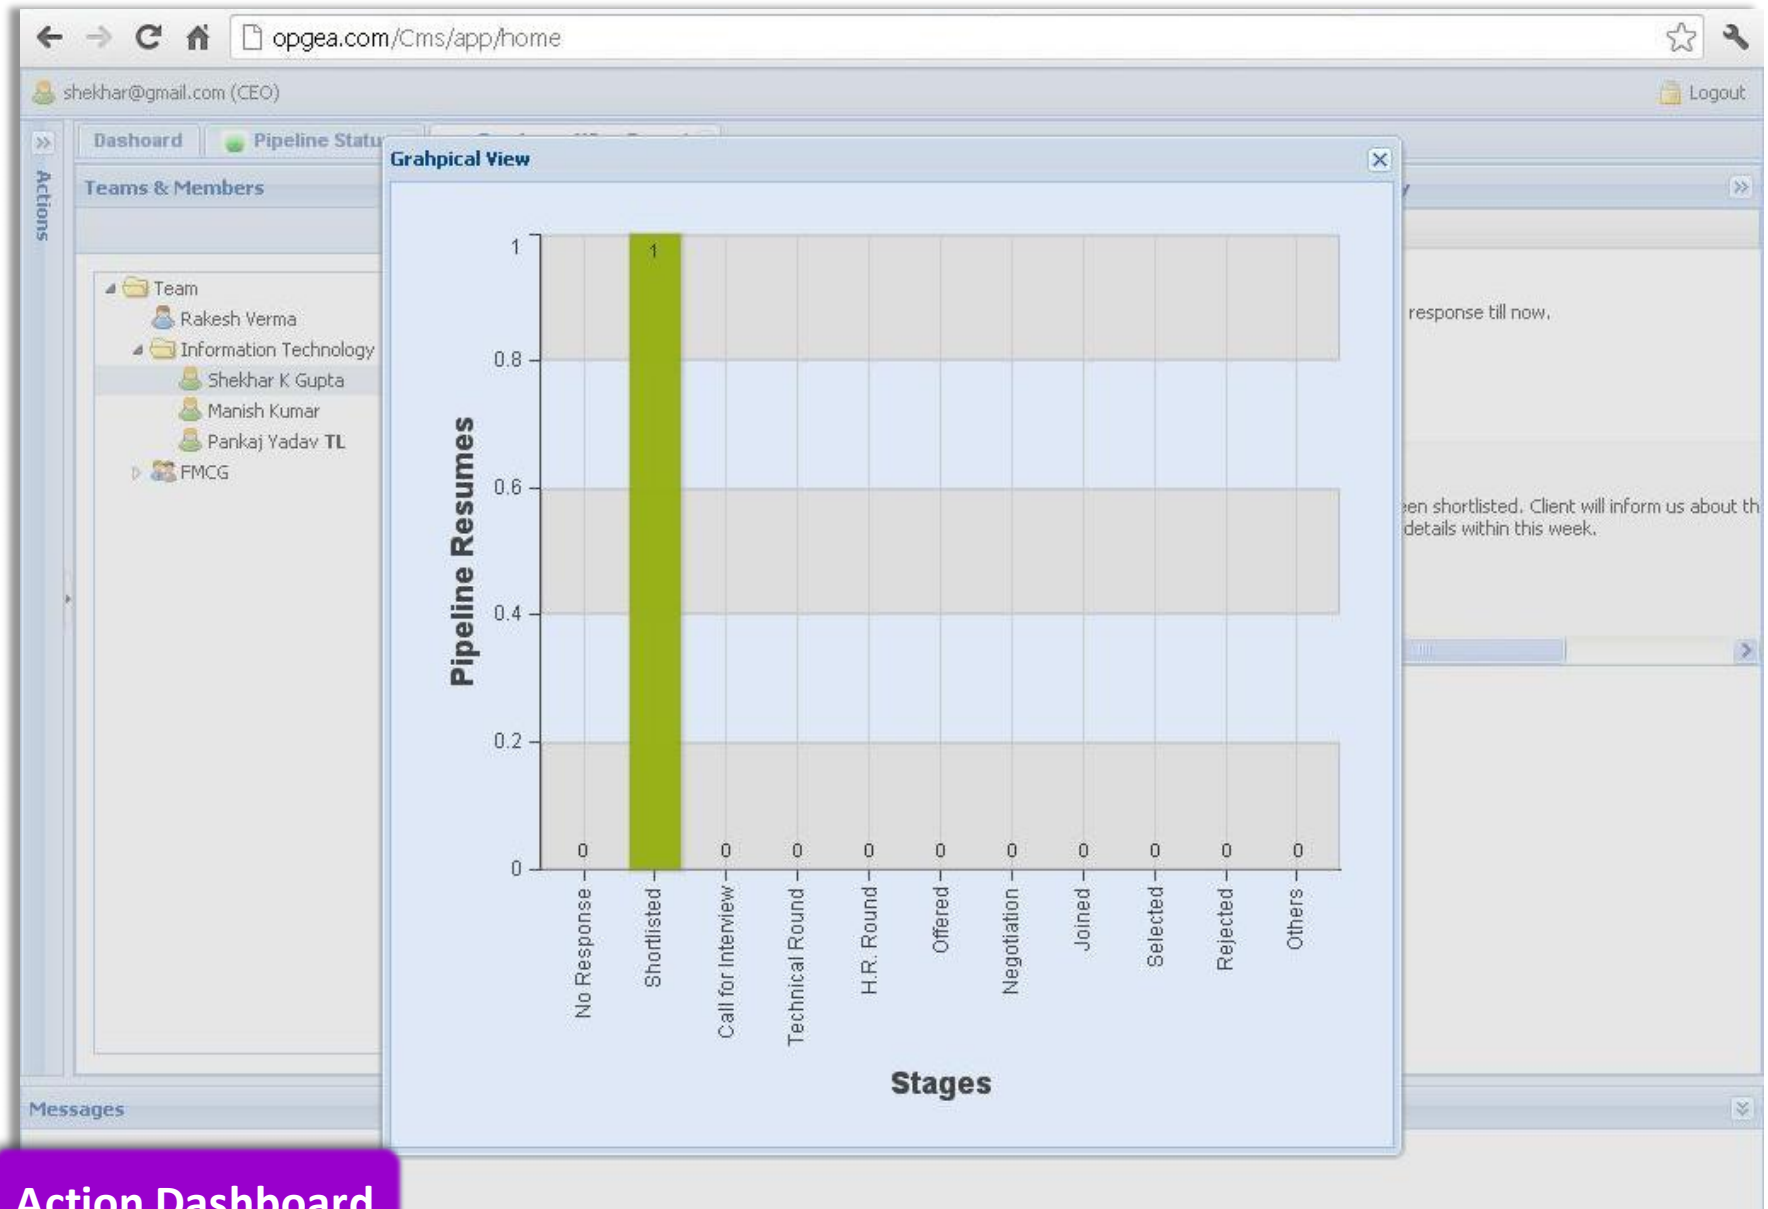 opgea.com/Cms/app/home
shekhar@gmail.com (CEO)
Logout
Dashoard
Pipeline Statu
Actions
Teams & Members
Team
Rakesh Verma
Information Technology
Shekhar K Gupta
Manish Kumar
Pankaj Yadav TL
FMCG
Grahpical View
Pipeline Resumes
1
0.8
0.6
0.4
0.2
0
0 1 0 0 0 0 0 0 0 0 0
No Response
Shortlisted
Call for Interview
Technical Round
H.R. Round
Offered
Negotiation
Joined
Selected
Rejected
Others
Stages
response till now.
shortlisted. Client will inform us about th
details within this week.
Messages
Action Dashboard